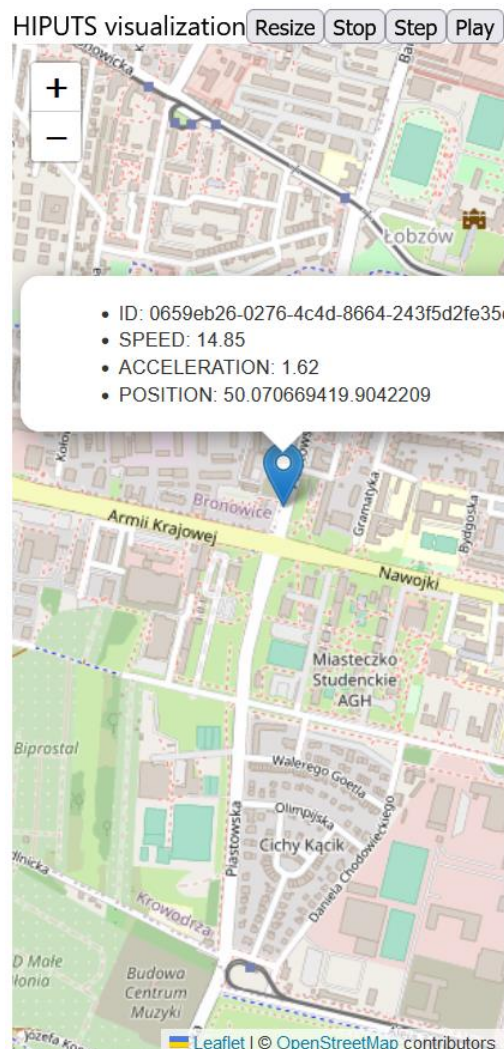 HIPUTS visualization Resize Stop Step Play
+
−
Łobzów
• ID: 0659eb26-0276-4c4d-8664-243f5d2fe35
• SPEED: 14.85
• ACCELERATION: 1.62
• POSITION: 50.070669419.9042209
Bronowice
Gramatyka
Bydgoska
Armii Krajowej
Nawojki
Miasteczko
Studenckie
AGH
Biprostal
Walerego Goetla
Olimpijska
Piastowska
Cichy Kącik
Daniela Chodowieckiego
Krowodrza
Budowa
Centrum
Muzyki
Leaflet | © OpenStreetMap contributors